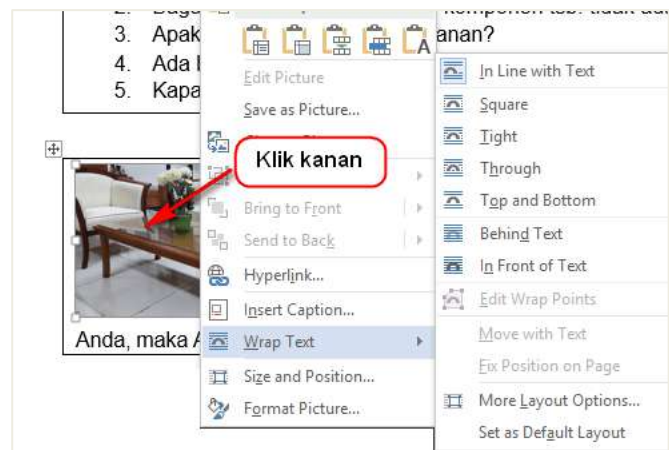 3. Apak
anan?
4. Ada
5. Kapa
Edit Picture
Save as Picture...
Klik kanan
Bring to Front
Send to Back
Hyperlink...
Insert Caption...
Wrap Text
Size and Position...
Format Picture...
Anda, maka
In Line with Text
Square
Tight
Through
Top and Bottom
Behind Text
In Front of Text
Edit Wrap Points
Move with Text
Fix Position on Page
More Layout Options...
Set as Default Layout